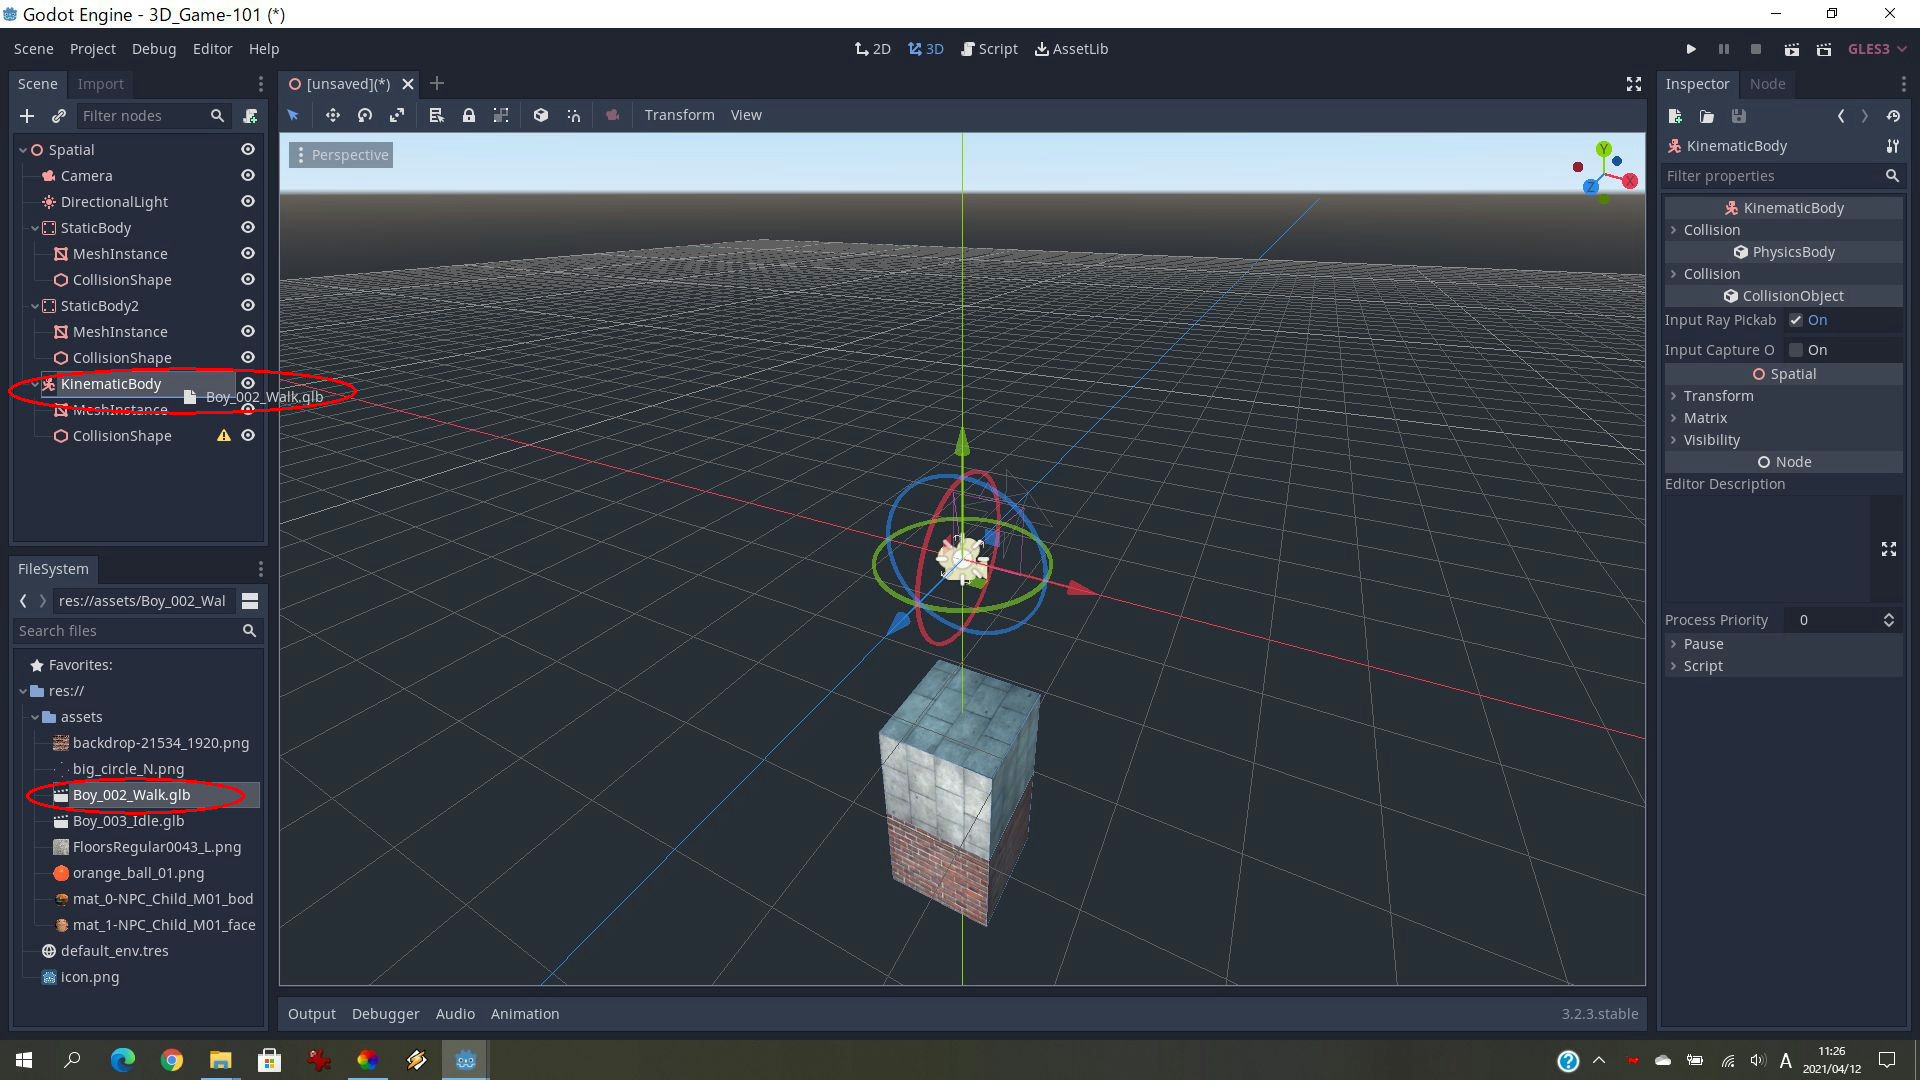 Godot Engine - 3D_Game-101 (*)
Scene Project Debug Editor Help
2D 3D Script AssetLib
GLES3
Scene Import
Filter nodes
Spatial
Camera
DirectionalLight
StaticBody
MeshInstance
CollisionShape
StaticBody2
MeshInstance
CollisionShape
KinematicBody
Boy_002_Walk.glb
MeshInstance
CollisionShape
FileSystem
res://assets/Boy_002_Wal
Search files
Favorites:
res://
assets
backdrop-21534_1920.png
big_circle_N.png
Boy_002_Walk.glb
Boy_003_Idle.glb
FloorsRegular0043_L.png
orange_ball_01.png
mat_0-NPC_Child_M01_bod
mat_1-NPC_Child_M01_face
default_env.tres
icon.png
[unsaved](*)
Transform View
Perspective
Y
X
Z
Output Debugger Audio Animation
3.2.3.stable
Inspector Node
KinematicBody
Filter properties
KinematicBody
Collision
PhysicsBody
Collision
CollisionObject
Input Ray Pickab On
Input Capture O On
Spatial
Transform
Matrix
Visibility
Node
Editor Description
Process Priority 0
Pause
Script
A
11:26
2021/04/12